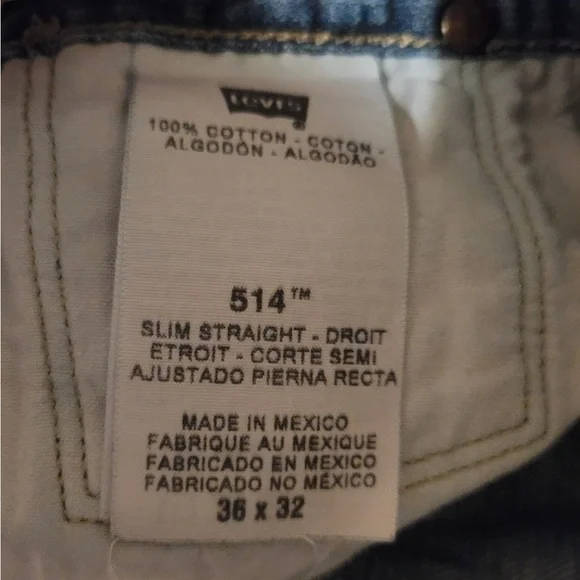 Levi's
®
100% COTTON - COTON -
ALGODÓN - ALGODÃO
514™
SLIM STRAIGHT - DROIT
ETROIT - CORTE SEMI
AJUSTADO PIERNA RECTA
MADE IN MEXICO
FABRIQUE AU MEXIQUE
FABRICADO EN MEXICO
FABRICADO NO MÉXICO
36 x 32